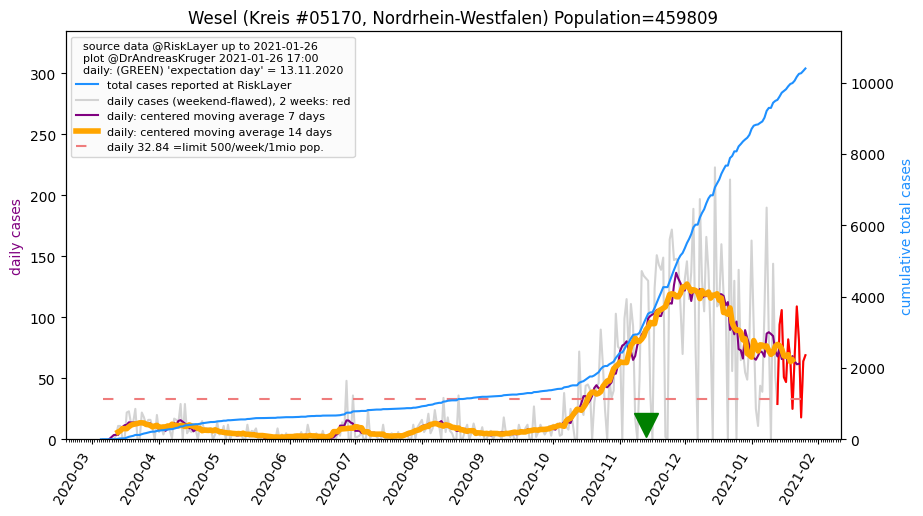 Wesel (Kreis #05170, Nordrhein-Westfalen) Population=459809
source data @RiskLayer up to 2021-01-26
plot @DrAndreasKruger 2021-01-26 17:00
daily: (GREEN) 'expectation day' = 13.11.2020
total cases reported at RiskLayer
daily cases (weekend-flawed), 2 weeks: red
daily: centered moving average 7 days
daily: centered moving average 14 days
daily 32.84 =limit 500/week/1mio pop.
daily cases
300
250
200
150
100
50
0
cumulative total cases
10000
8000
6000
4000
2000
0
2020-03
2020-04
2020-05
2020-06
2020-07
2020-08
2020-09
2020-10
2020-11
2020-12
2021-01
2021-02